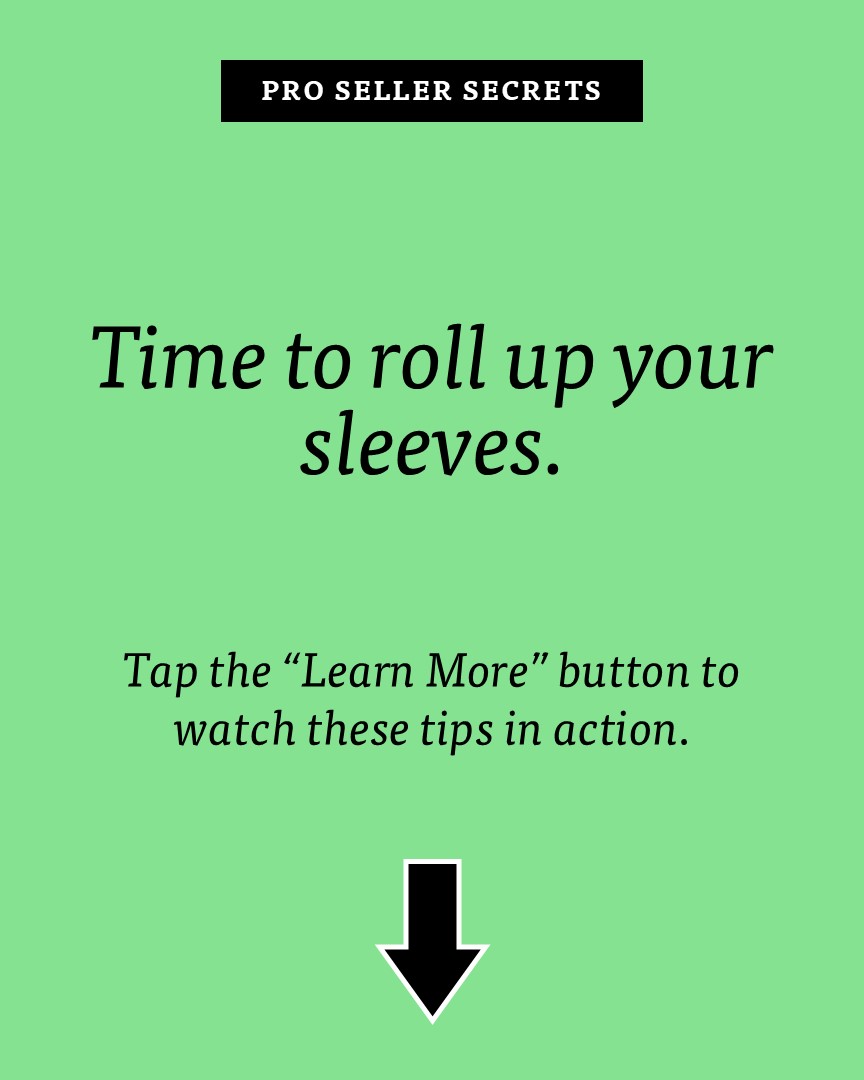 PRO SELLER SECRETS
Time to roll up your
sleeves.
Tap the “Learn More” button to
watch these tips in action.